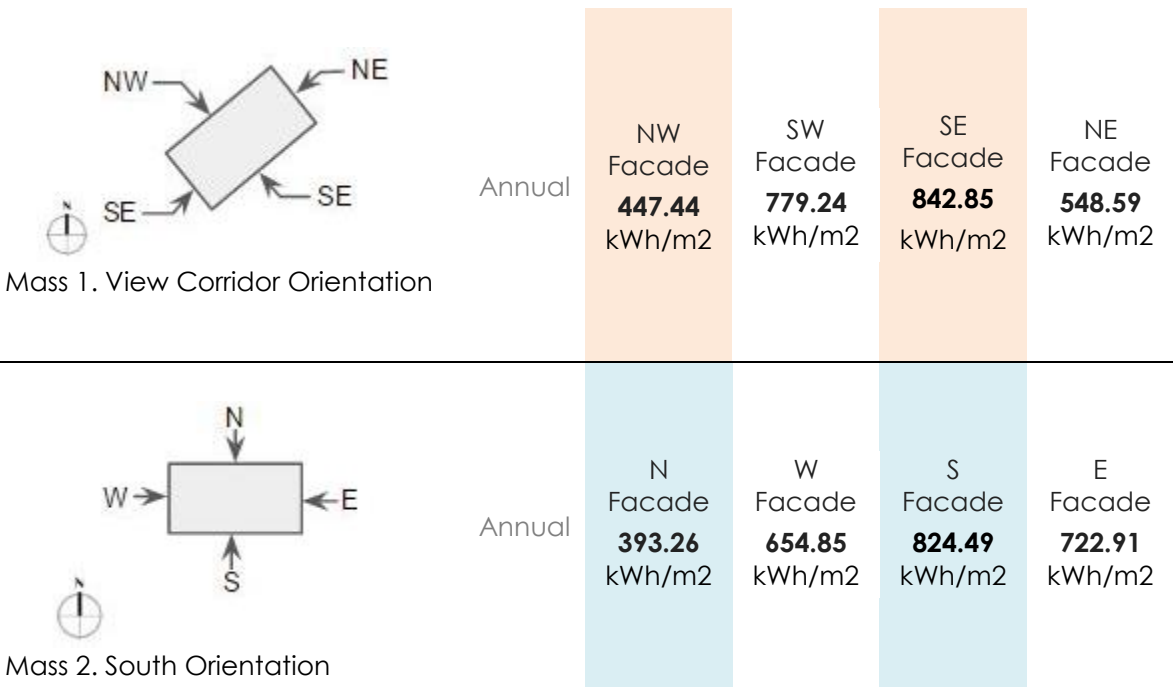 NW
NE
SE
SE
N
Mass 1. View Corridor Orientation
Annual
NW
Facade
447.44
kWh/m2
SW
Facade
779.24
kWh/m2
SE
Facade
842.85
kWh/m2
NE
Facade
548.59
kWh/m2
N
W
E
S
N
Mass 2. South Orientation
Annual
N
Facade
393.26
kWh/m2
W
Facade
654.85
kWh/m2
S
Facade
824.49
kWh/m2
E
Facade
722.91
kWh/m2